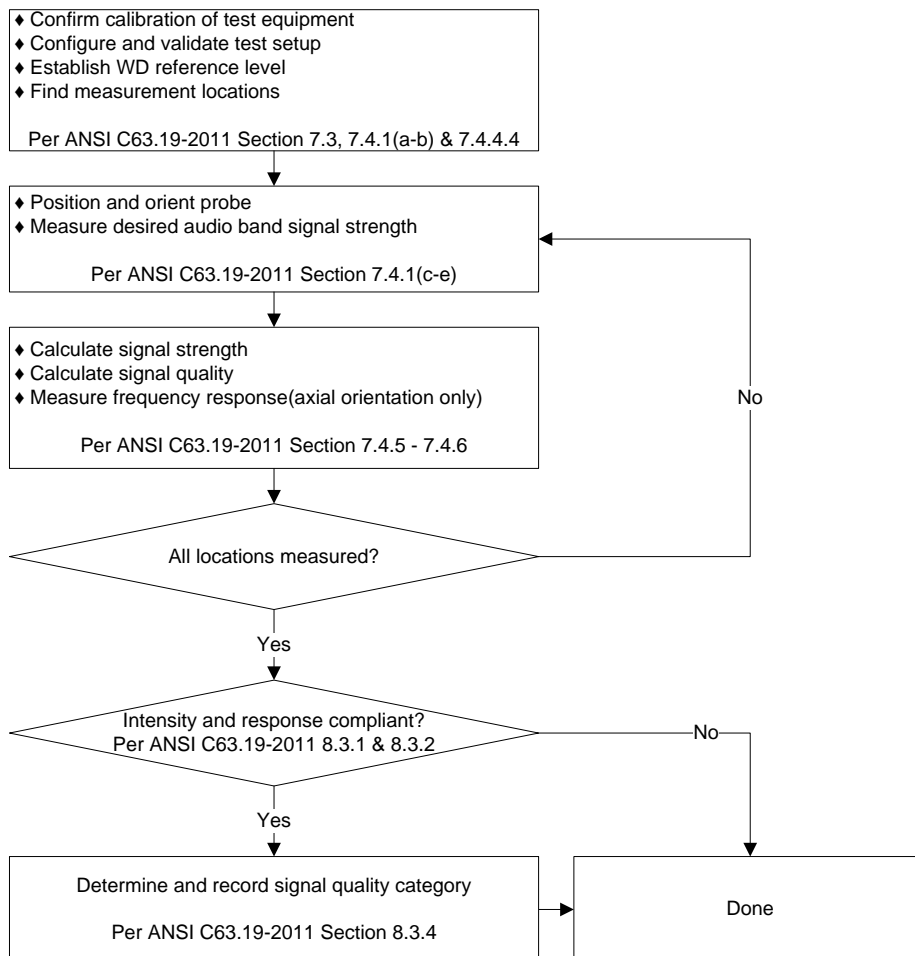 ♦ Confirm calibration of test equipment
♦ Configure and validate test setup
♦ Establish WD reference level
♦ Find measurement locations
Per ANSI C63.19-2011 Section 7.3, 7.4.1(a-b) & 7.4.4.4
♦ Position and orient probe
♦ Measure desired audio band signal strength
Per ANSI C63.19-2011 Section 7.4.1(c-e)
♦ Calculate signal strength
♦ Calculate signal quality
♦ Measure frequency response(axial orientation only)
Per ANSI C63.19-2011 Section 7.4.5 - 7.4.6
No
All locations measured?
Yes
Intensity and response compliant?
Per ANSI C63.19-2011 8.3.1 & 8.3.2
No
Yes
Determine and record signal quality category
Per ANSI C63.19-2011 Section 8.3.4
Done